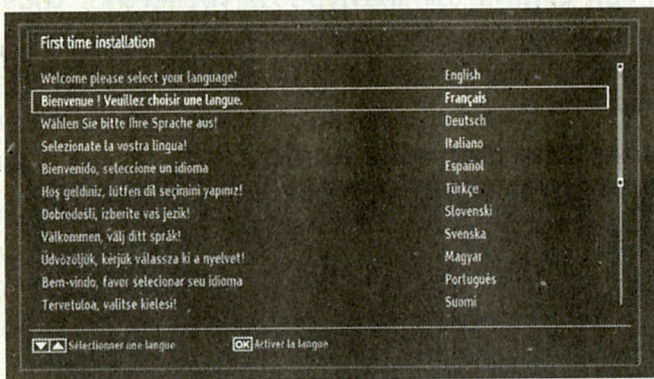 First time installation
Welcome please select your language! English
Bienvenue ! Veuillez choisir une langue. Français
Wählen Sie bitte Ihre Sprache aus! Deutsch
Selezionate la vostra lingua! Italiano
Bienvenido, seleccione un idioma Español
Hoş geldiniz, lütfen dil seçimini yapınız! Türkçe
Dobrodošli, izberite vaš jezik! Slovenski
Välkommen, välj ditt språk! Svenska
Üdvözöljük, kérjük válassza ki a nyelvet! Magyar
Bem-vindo, favor selecionar seu idioma Português
Tervetuloa, valitse kielesi! Suomi
Sélectionner une langue OK Activer la langue